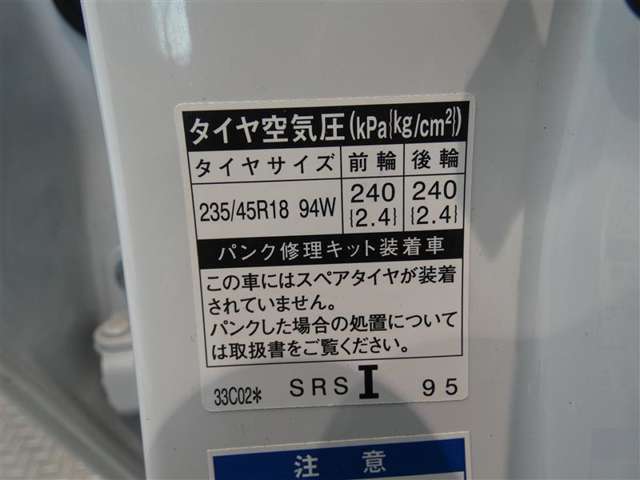 タイヤ空気圧(kPa{kg/cm²})
タイヤサイズ 前輪 後輪
235/45R18 94W 240 240
{2.4} {2.4}
パンク修理キット装着車
この車にはスペアタイヤが装着
されていません。
パンクした場合の処置について
は取扱書をご覧ください。
33C02* SRS I 95
注意